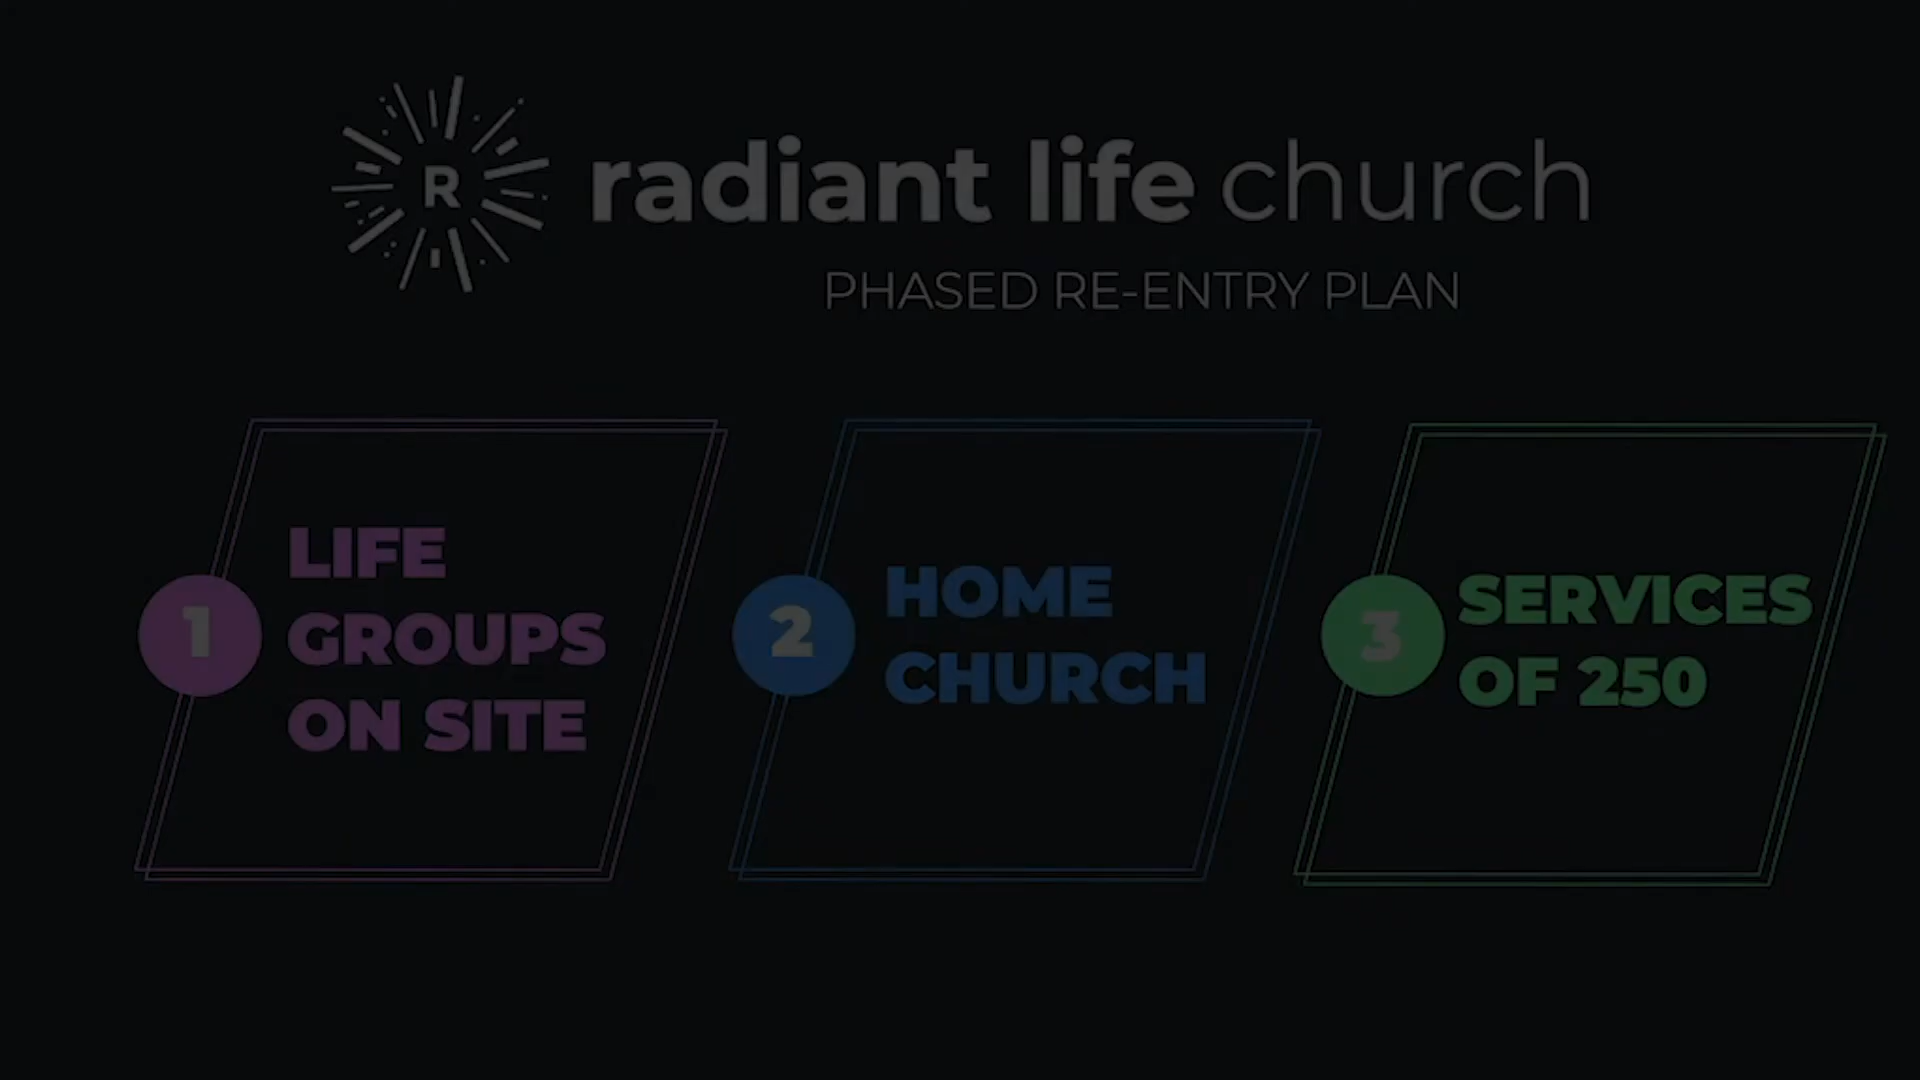 R
radiant life church
PHASED RE-ENTRY PLAN
1
LIFE
GROUPS
ON SITE
2
HOME
CHURCH
3
SERVICES
OF 250